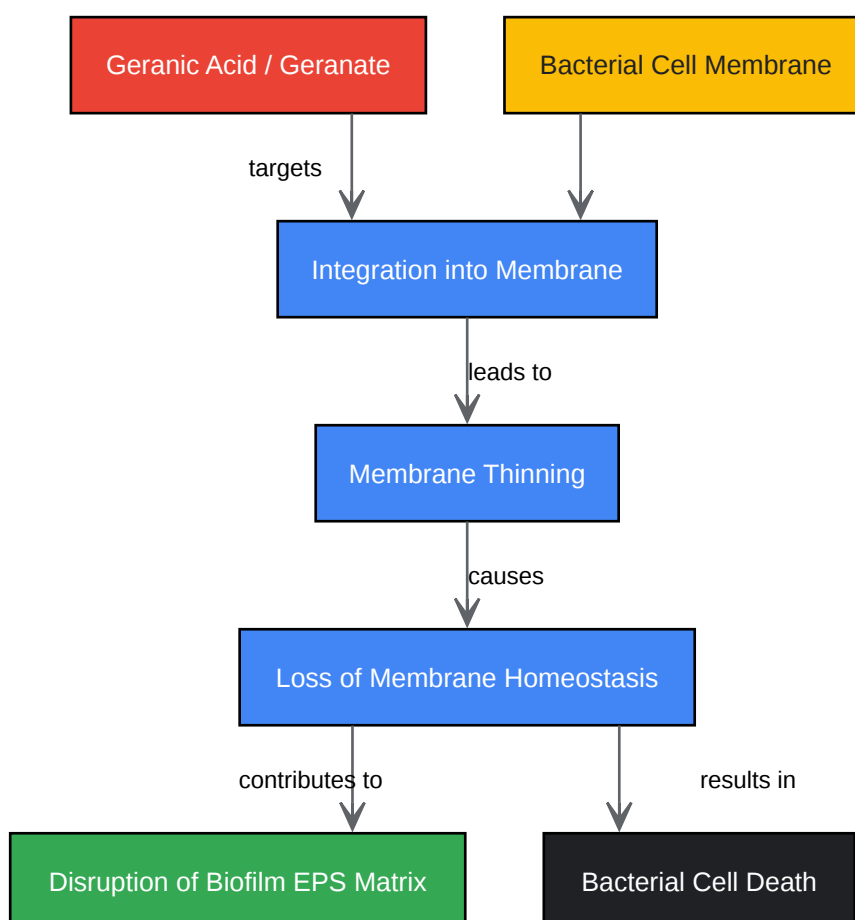 Geranic Acid / Geranate
Bacterial Cell Membrane
targets
Integration into Membrane
leads to
Membrane Thinning
causes
Loss of Membrane Homeostasis
contributes to
results in
Disruption of Biofilm EPS Matrix
Bacterial Cell Death